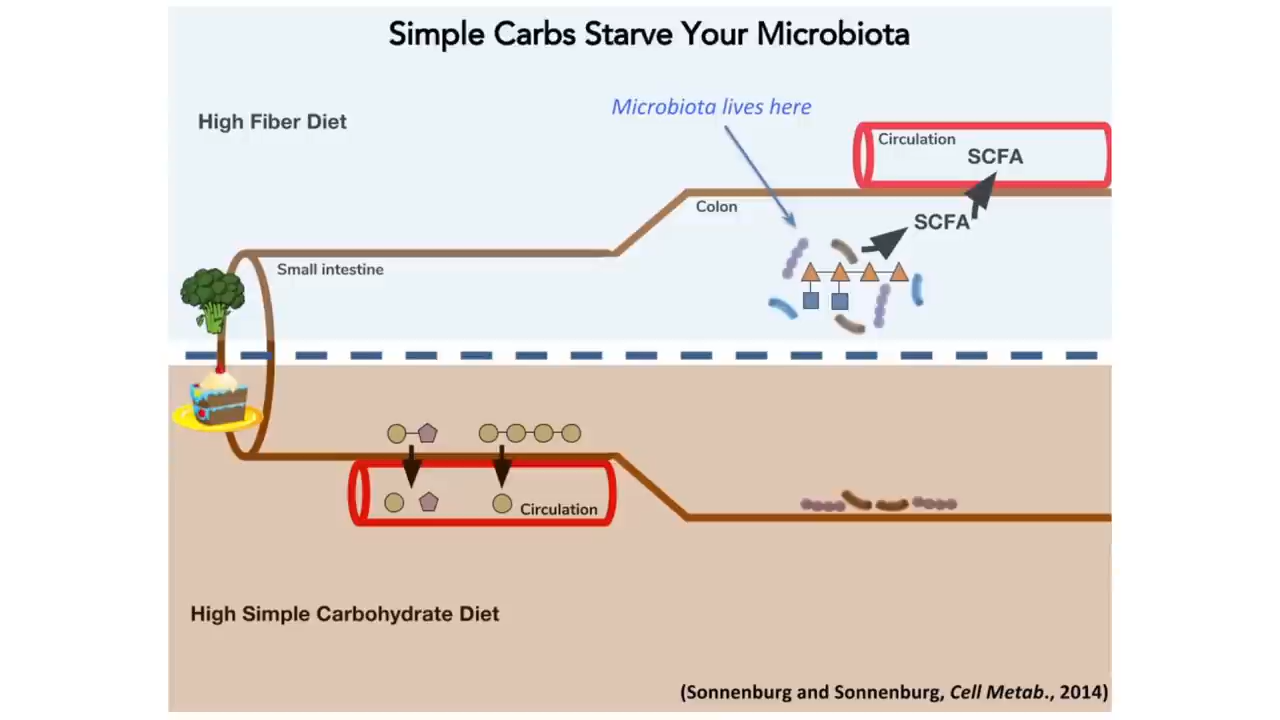 Simple Carbs Starve Your Microbiota
Microbiota lives here
High Fiber Diet
Circulation
SCFA
Colon
SCFA
Small intestine
Circulation
High Simple Carbohydrate Diet
(Sonnenburg and Sonnenburg, Cell Metab., 2014)